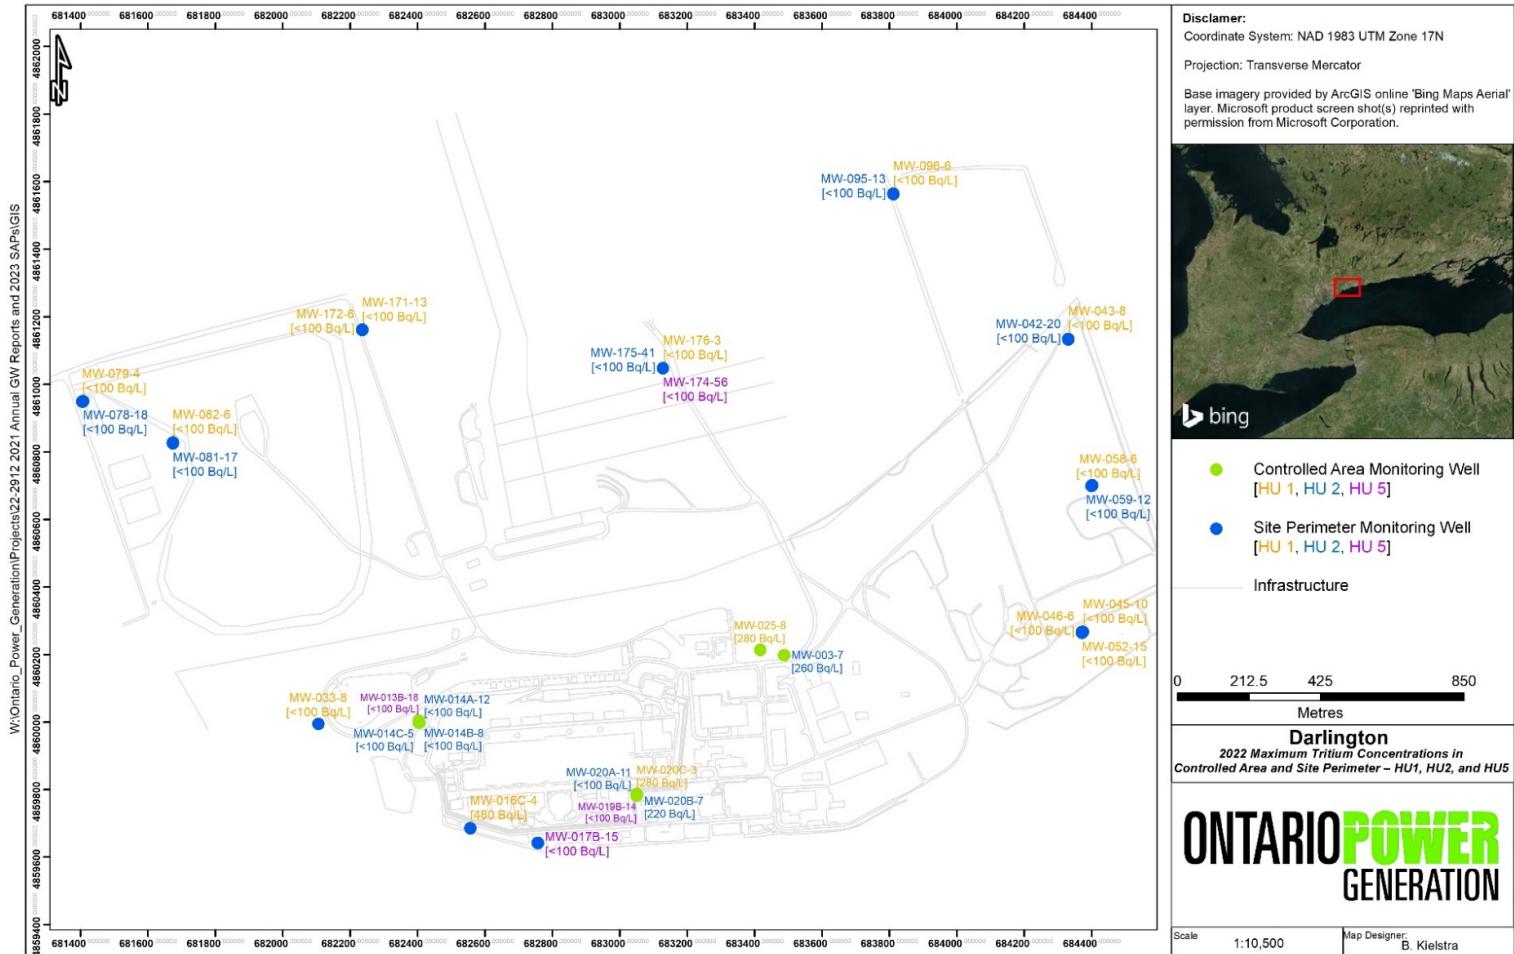 681400 681600 681800 682000 682200 682400 682600 682800 683000 683200 683400 683600 683800 684000 684200 684400
4862000
4861800
4861600
4861400
4861200
4861000
4860800
4860600
4860400
4860200
4860000
4859800
4859600
4859400
W:\Ontario_Power_Generation\Projects\22-2912 2021 Annual GW Reports and 2023 SAPs\GIS
MW-096-6
[<100 Bq/L]
MW-095-13
[<100 Bq/L]
MW-171-13
[<100 Bq/L]
MW-172-6
[<100 Bq/L]
MW-043-8
[<100 Bq/L]
MW-042-20
[<100 Bq/L]
MW-176-3
[<100 Bq/L]
MW-175-41
[<100 Bq/L]
MW-174-56
[<100 Bq/L]
MW-079-4
[<100 Bq/L]
MW-078-18
[<100 Bq/L]
MW-082-6
[<100 Bq/L]
MW-081-17
[<100 Bq/L]
MW-058-6
[<100 Bq/L]
MW-059-12
[<100 Bq/L]
MW-045-10
[<100 Bq/L]
MW-046-6
[<100 Bq/L]
MW-052-15
[<100 Bq/L]
MW-025-8
[280 Bq/L]
MW-003-7
[260 Bq/L]
MW-033-8
[<100 Bq/L]
MW-013B-18
[<100 Bq/L]
MW-014A-12
[<100 Bq/L]
MW-014C-5
[<100 Bq/L]
MW-014B-8
[<100 Bq/L]
MW-020A-11
[<100 Bq/L]
MW-020C-3
[280 Bq/L]
MW-019B-14
[<100 Bq/L]
MW-020B-7
[220 Bq/L]
MW-016C-4
[480 Bq/L]
MW-017B-15
[<100 Bq/L]
681400 681600 681800 682000 682200 682400 682600 682800 683000 683200 683400 683600 683800 684000 684200 684400
Disclamer:
Coordinate System: NAD 1983 UTM Zone 17N
Projection: Transverse Mercator
Base imagery provided by ArcGIS online 'Bing Maps Aerial'
layer. Microsoft product screen shot(s) reprinted with
permission from Microsoft Corporation.
bing
Controlled Area Monitoring Well
[HU 1, HU 2, HU 5]
Site Perimeter Monitoring Well
[HU 1, HU 2, HU 5]
Infrastructure
0 212.5 425 850
Metres
Darlington
2022 Maximum Tritium Concentrations in
Controlled Area and Site Perimeter – HU1, HU2, and HU5
ONTARIOPOWER
GENERATION
Scale
1:10,500
Map Designer:
B. Kielstra